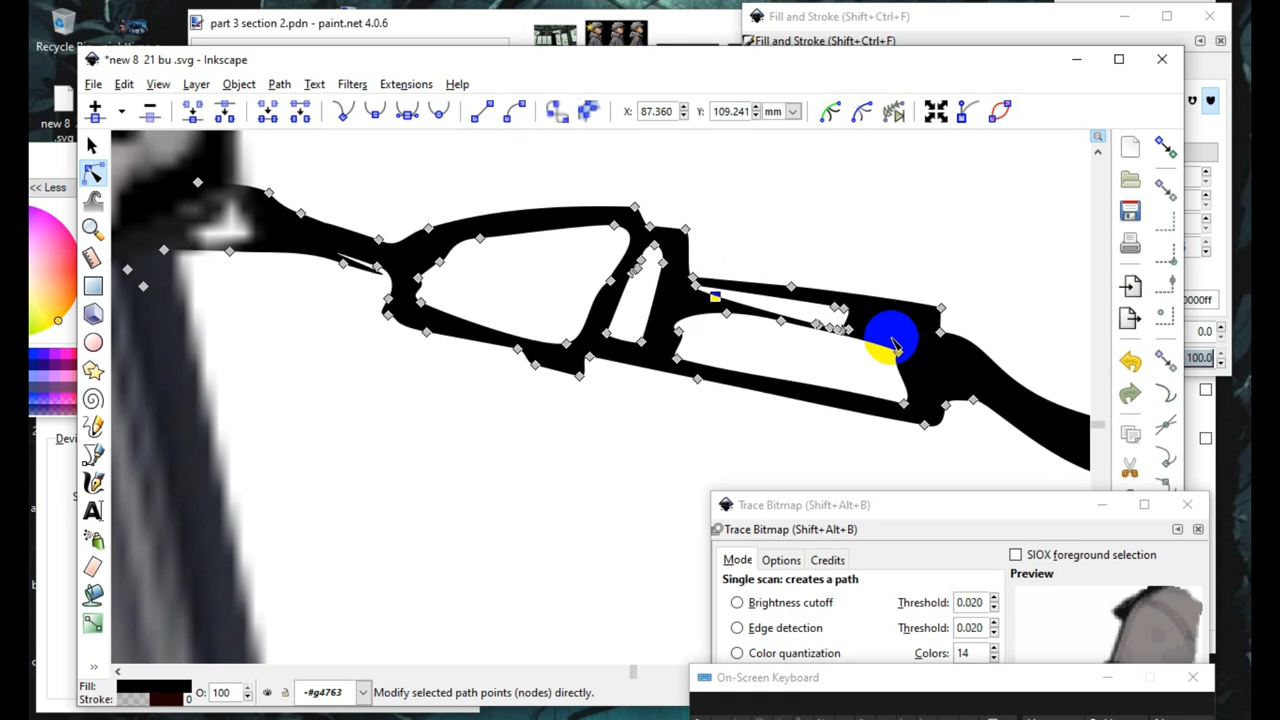 part 3 section 2.pdn - paint.net 4.0.6
Fill and Stroke (Shift+Ctrl+F)
Fill and Stroke (Shift+Ctrl+F)
Recycle
*new 8 21 bu .svg - Inkscape
File Edit View Layer Object Path Text Filters Extensions Help
X: 87.360 Y: 109.241 mm
new 8
.svg
<< Less
0000ff
0.0
100.0
Devi
Trace Bitmap (Shift+Alt+B)
Trace Bitmap (Shift+Alt+B)
Mode Options Credits
SIOX foreground selection
Single scan: creates a path
Preview
Brightness cutoff Threshold: 0.020
Edge detection Threshold: 0.020
Color quantization Colors: 14
On-Screen Keyboard
Fill:
Stroke: 0
O: 100
-#g4763
Modify selected path points (nodes) directly.